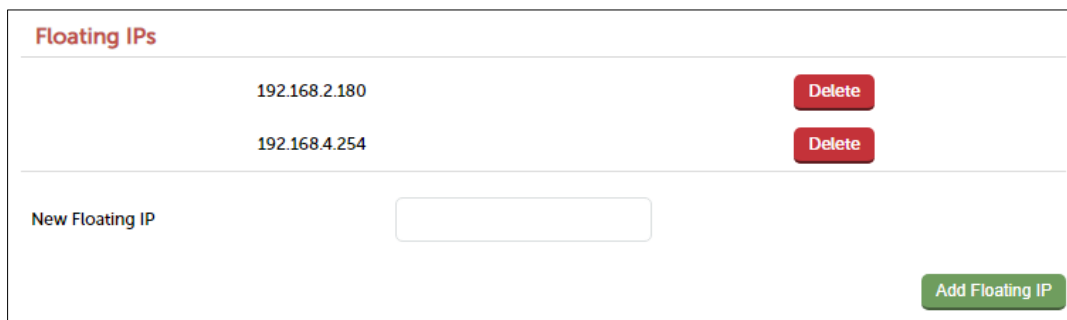 Floating IPs
192.168.2.180 Delete
192.168.4.254 Delete
New Floating IP
Add Floating IP